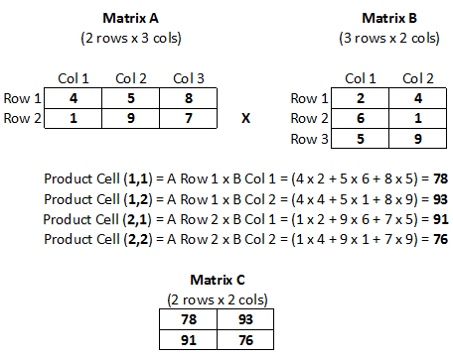 Matrix A Matrix B
(2 rows x 3 cols) (3 rows x 2 cols)
Col 1 Col 2 Col 3 Col 1 Col 2
Row 1 4 5 8 Row 1 2 4
Row 2 1 9 7 X Row 2 6 1
Row 3 5 9
Product Cell (1,1) = A Row 1 x B Col 1 = (4 x 2 + 5 x 6 + 8 x 5) = 78
Product Cell (1,2) = A Row 1 x B Col 2 = (4 x 4 + 5 x 1 + 8 x 9) = 93
Product Cell (2,1) = A Row 2 x B Col 1 = (1 x 2 + 9 x 6 + 7 x 5) = 91
Product Cell (2,2) = A Row 2 x B Col 2 = (1 x 4 + 9 x 1 + 7 x 9) = 76
Matrix C
(2 rows x 2 cols)
78 93
91 76